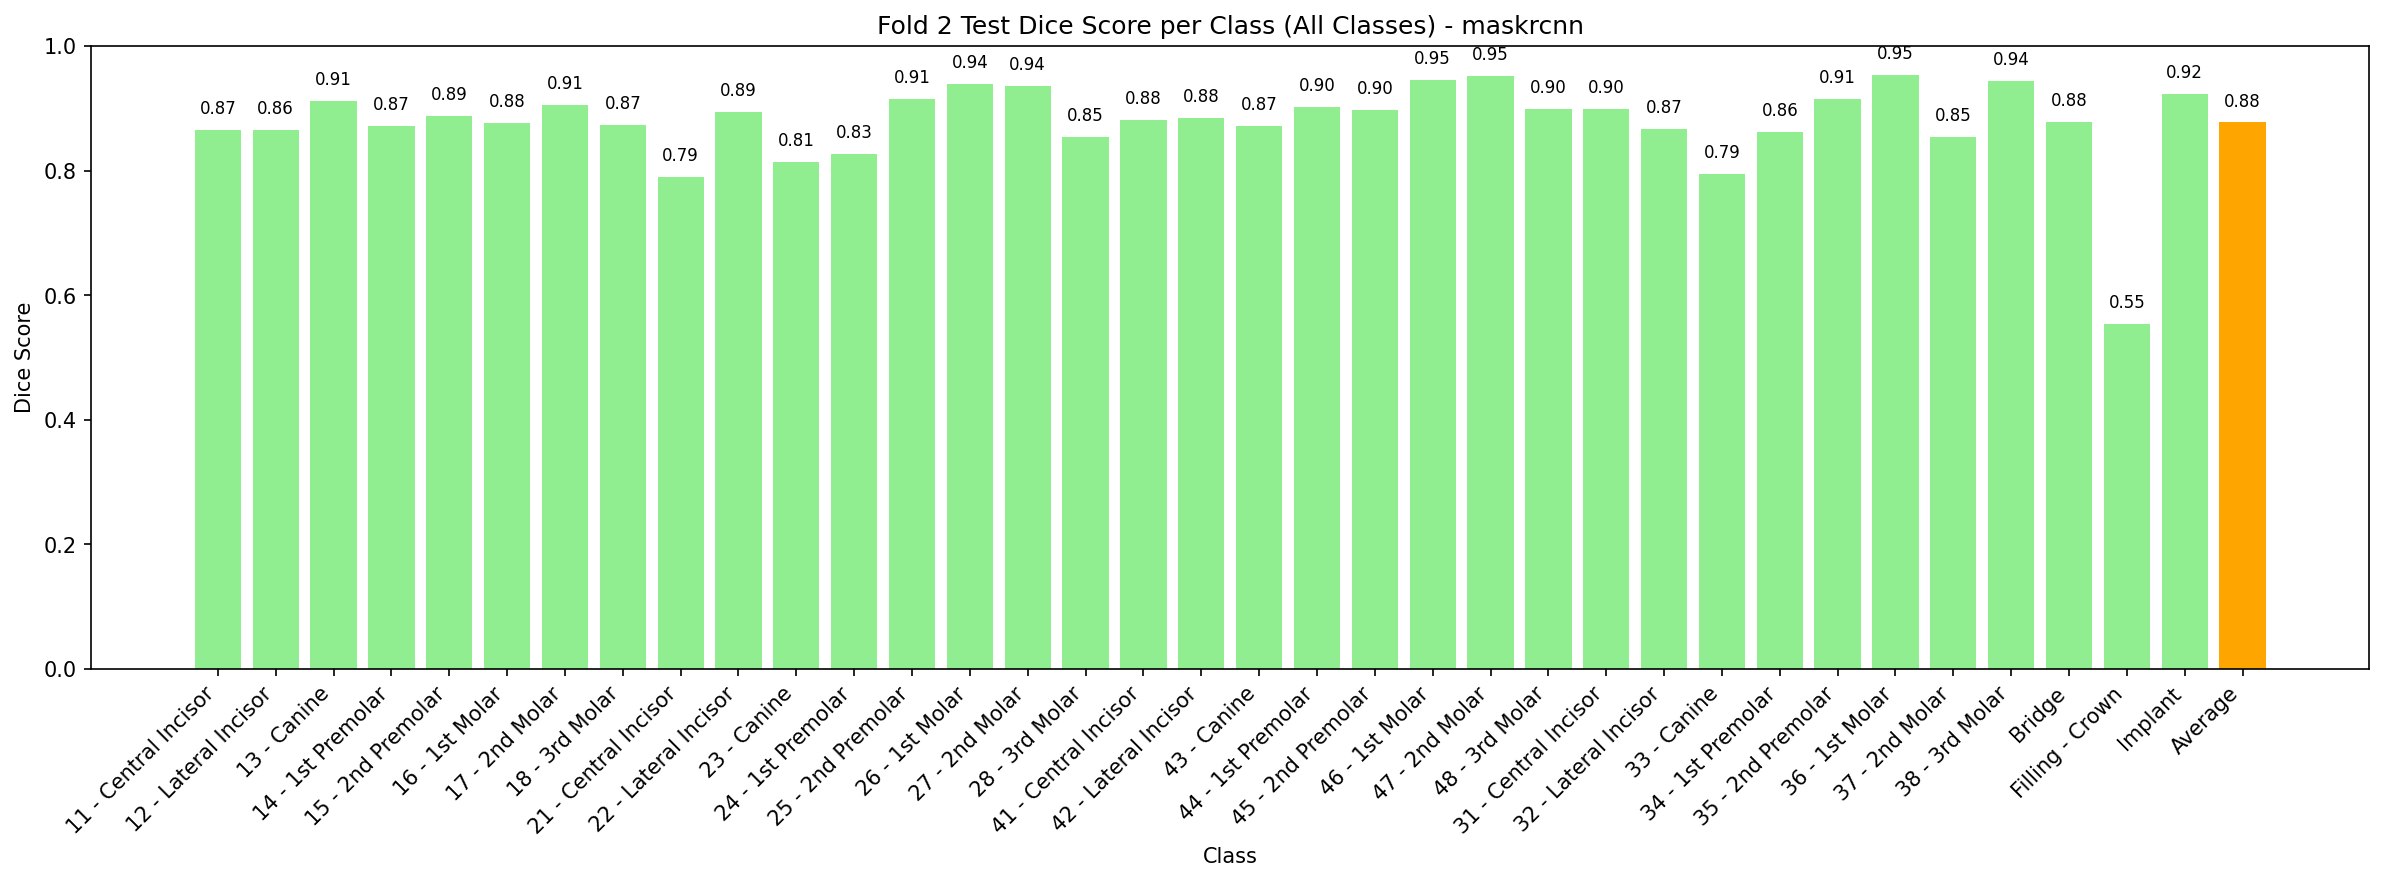 Fold 2 Test Dice Score per Class (All Classes) - maskrcnn
Dice Score
1.0
0.8
0.6
0.4
0.2
0.0
0.87
0.86
0.91
0.87
0.89
0.88
0.91
0.87
0.79
0.89
0.81
0.83
0.91
0.94
0.94
0.85
0.88
0.88
0.87
0.90
0.90
0.95
0.95
0.90
0.90
0.87
0.79
0.86
0.91
0.95
0.85
0.94
0.88
0.55
0.92
0.88
11 - Central Incisor
12 - Lateral Incisor
13 - Canine
14 - 1st Premolar
15 - 2nd Premolar
16 - 1st Molar
17 - 2nd Molar
18 - 3rd Molar
21 - Central Incisor
22 - Lateral Incisor
23 - Canine
24 - 1st Premolar
25 - 2nd Premolar
26 - 1st Molar
27 - 2nd Molar
28 - 3rd Molar
41 - Central Incisor
42 - Lateral Incisor
43 - Canine
44 - 1st Premolar
45 - 2nd Premolar
46 - 1st Molar
47 - 2nd Molar
48 - 3rd Molar
31 - Central Incisor
32 - Lateral Incisor
33 - Canine
34 - 1st Premolar
35 - 2nd Premolar
36 - 1st Molar
37 - 2nd Molar
38 - 3rd Molar
Bridge
Filling - Crown
Implant
Average
Class